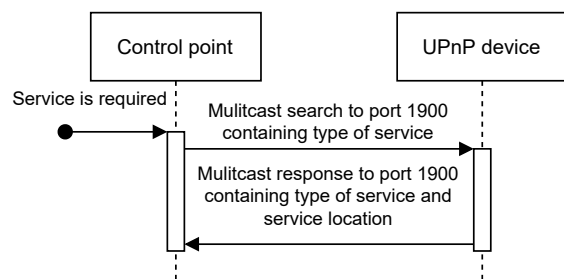 Control point
UPnP device
Service is required
Mulitcast search to port 1900
containing type of service
Mulitcast response to port 1900
containing type of service and
service location